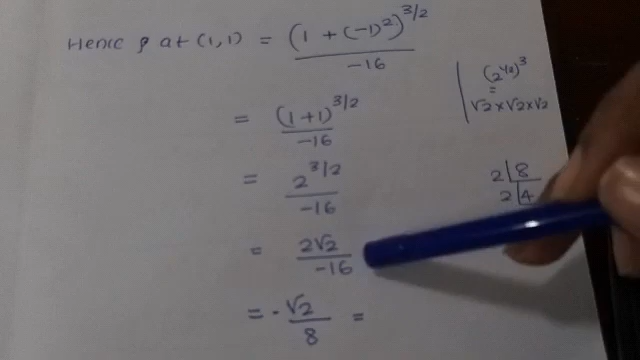 Henc ρ at (1,1) = (1 + (-1)²)^3/2 / -16
= (1+1)^3/2 / -16
= 2^3/2 / -16
= 2√2 / -16
= -√2 / 8 =
(2^1/2)³
=
√2 x √2 x √2
2 | 8
2 | 4